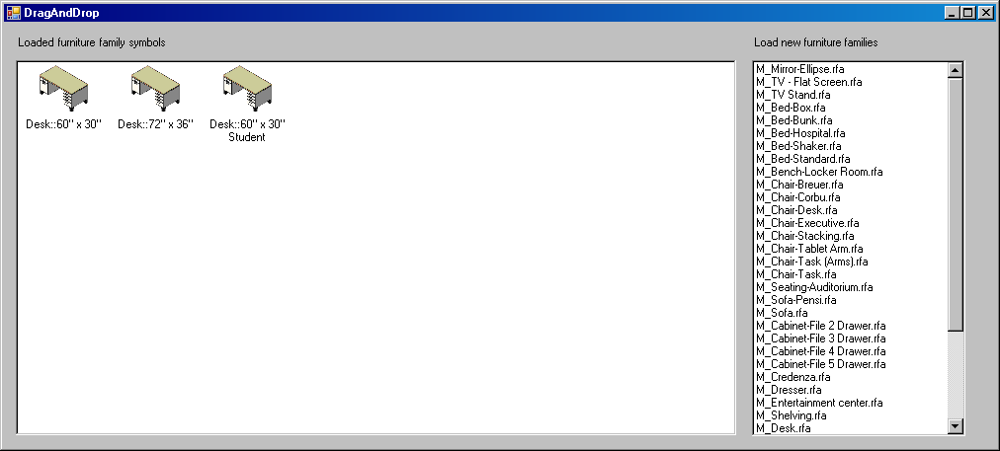 DragAndDrop
Loaded furniture family symbols
Load new furniture families
Desk::60" x 30"
Desk::72" x 36"
Desk::60" x 30"
Student
M_Mirror-Ellipse.rfa
M_TV - Flat Screen.rfa
M_TV Stand.rfa
M_Bed-Box.rfa
M_Bed-Bunk.rfa
M_Bed-Hospital.rfa
M_Bed-Shaker.rfa
M_Bed-Standard.rfa
M_Bench-Locker Room.rfa
M_Chair-Breuer.rfa
M_Chair-Corbu.rfa
M_Chair-Desk.rfa
M_Chair-Executive.rfa
M_Chair-Stacking.rfa
M_Chair-Tablet Arm.rfa
M_Chair-Task (Arms).rfa
M_Chair-Task.rfa
M_Seating-Auditorium.rfa
M_Sofa-Pensi.rfa
M_Sofa.rfa
M_Cabinet-File 2 Drawer.rfa
M_Cabinet-File 3 Drawer.rfa
M_Cabinet-File 4 Drawer.rfa
M_Cabinet-File 5 Drawer.rfa
M_Credenza.rfa
M_Dresser.rfa
M_Entertainment center.rfa
M_Shelving.rfa
M_Desk.rfa